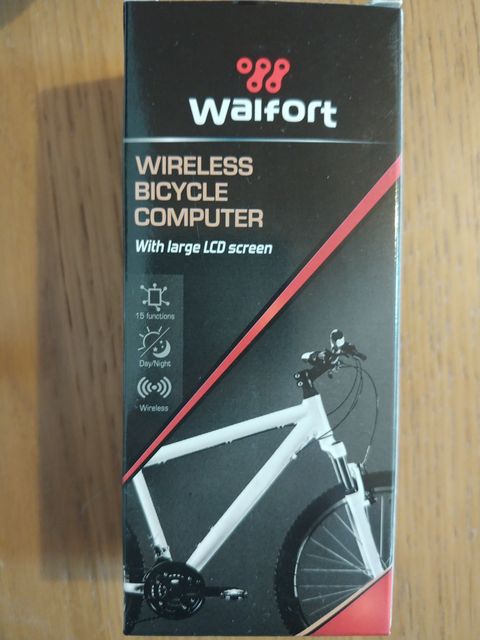 Walfort
WIRELESS
BICYCLE
COMPUTER
With large LCD screen
15 functions
Day/Night
Wireless